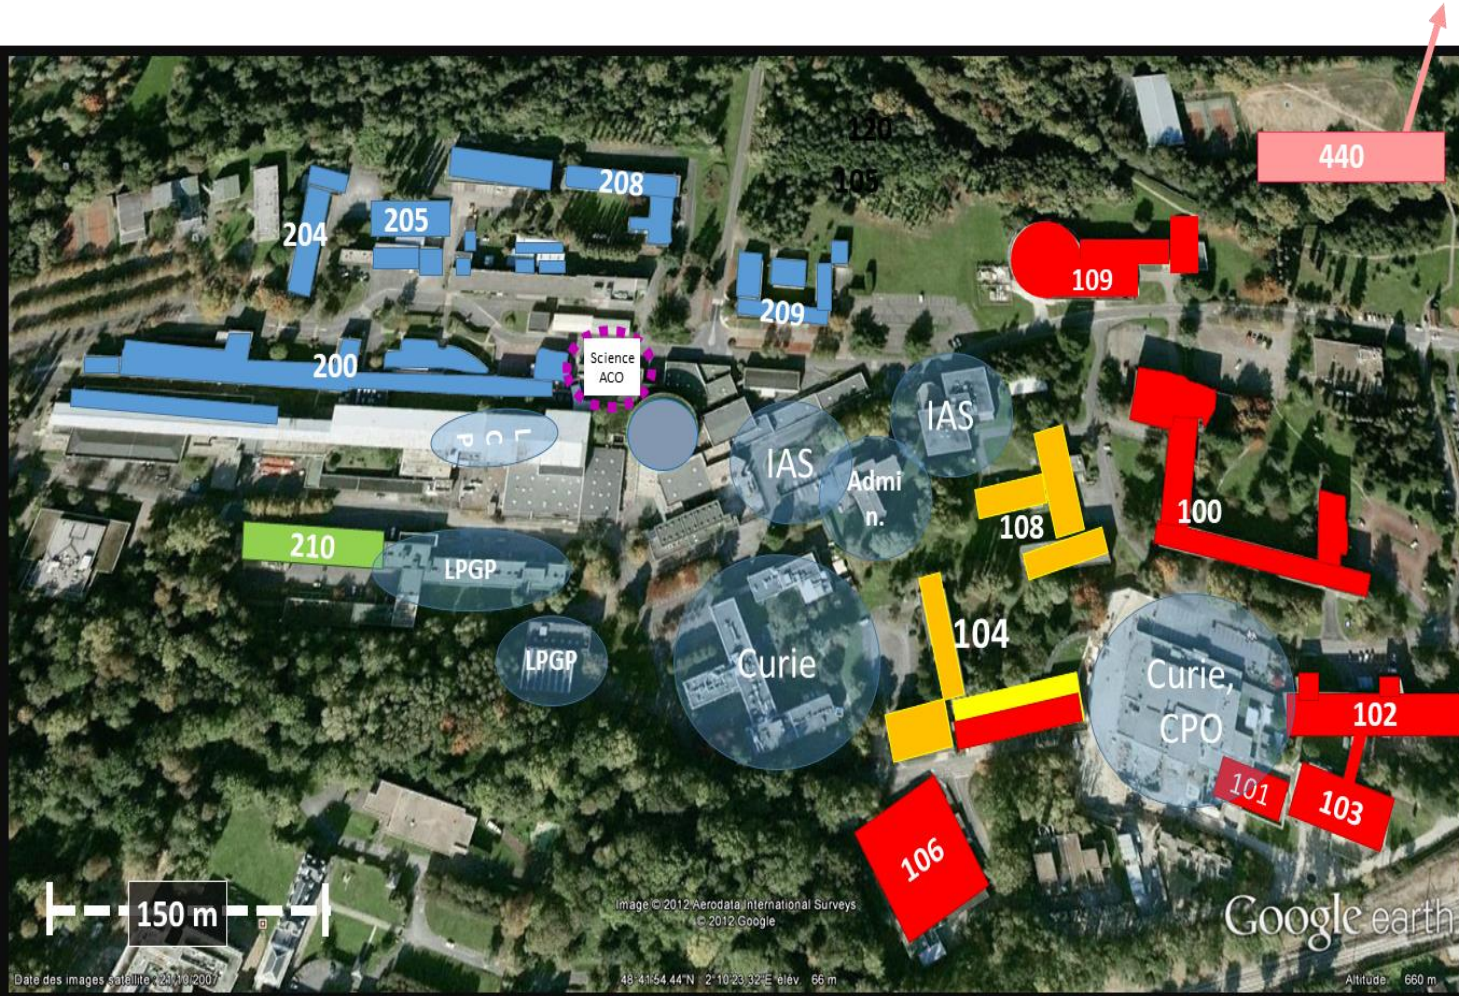 120
440
105
208
204
205
109
209
200
Science
ACO
IAS
L
C
P
IAS
Admi
n.
100
108
210
LPGP
104
LPGP
Curie
Curie,
CPO
102
101
103
106
150 m
Image © 2012 Aerodata International Surveys
© 2012 Google
Google earth
Date des images satellite : 21/10/2007
48°41'54.44"N 2°10'23.32"E élév. 66 m
Altitude 660 m